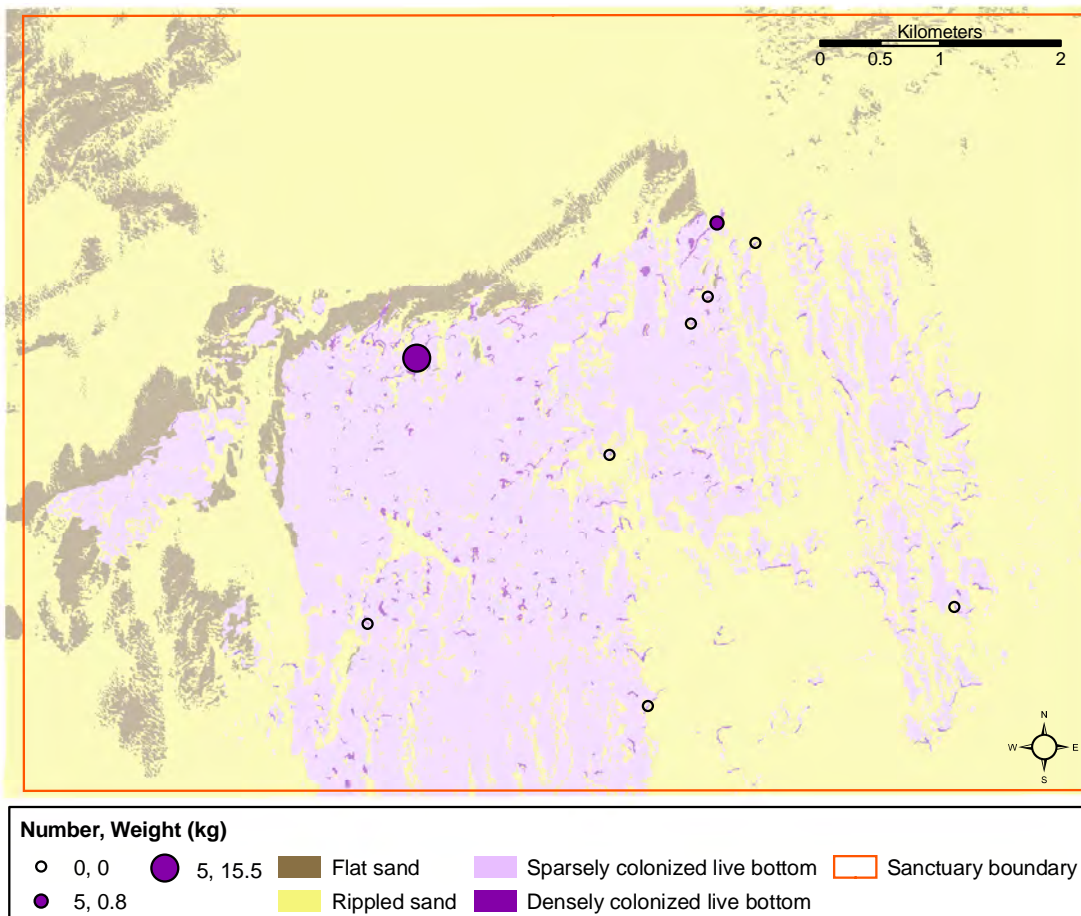 Kilometers
0 0.5 1 2
N
W E
S
Number, Weight (kg)
0, 0 5, 15.5 Flat sand Sparsely colonized live bottom Sanctuary boundary
5, 0.8 Rippled sand Densely colonized live bottom